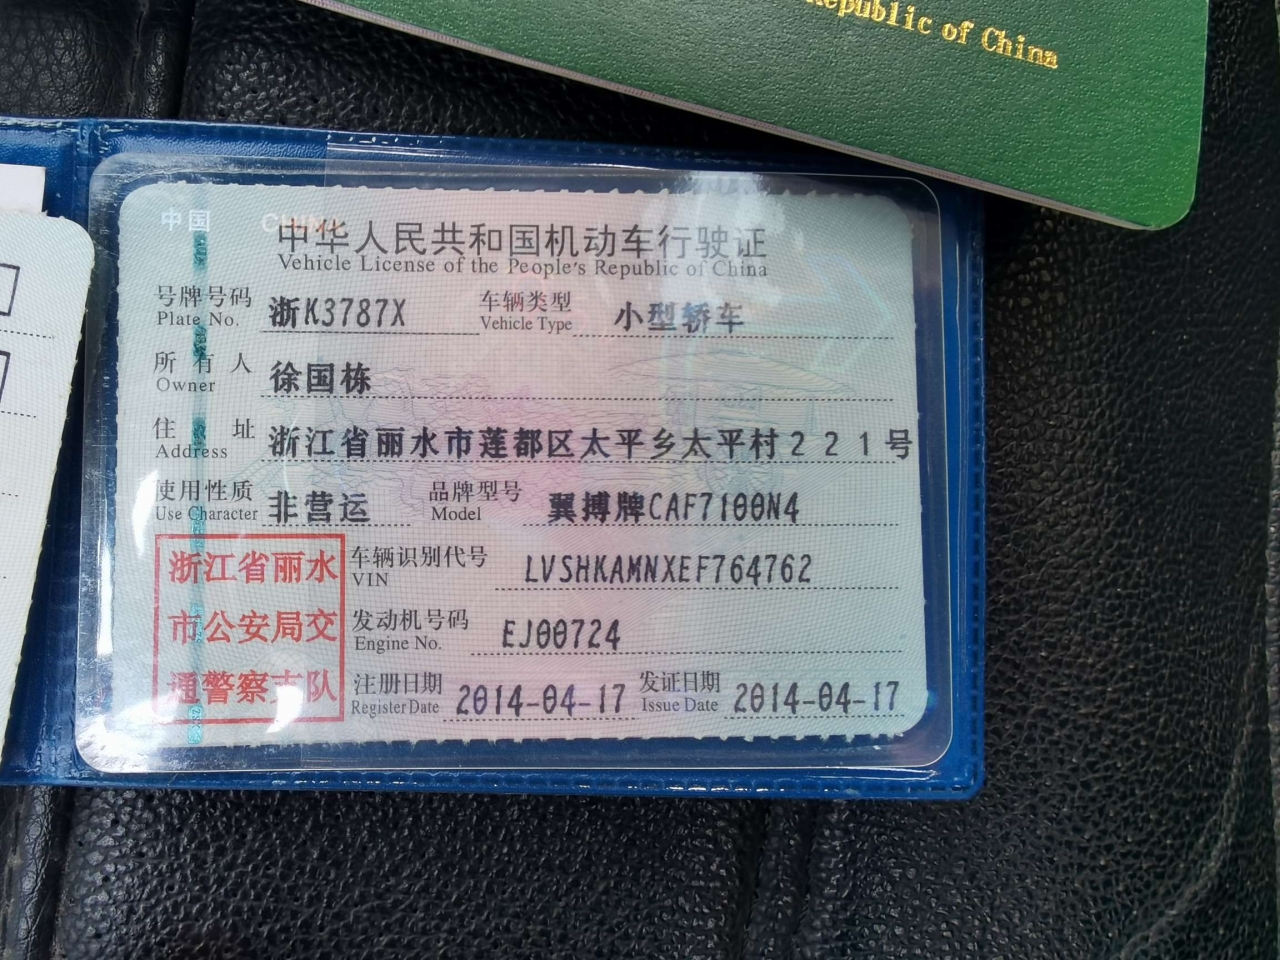 Republic of China
中国 CHINA
中华人民共和国机动车行驶证
Vehicle License of the People's Republic of China
号牌号码 浙K3787X 车辆类型 小型轿车
Plate No. Vehicle Type
所有人 徐国栋
Owner
住址 浙江省丽水市莲都区太平乡太平村221号
Address
使用性质 非营运 品牌型号 翼搏牌CAF7100N4
Use Character Model
浙江省丽水
市公安局交
通警察支队
车辆识别代号 LVSHKAMNXEF764762
VIN
发动机号码 EJ00724
Engine No.
注册日期 2014-04-17 发证日期 2014-04-17
Register Date Issue Date